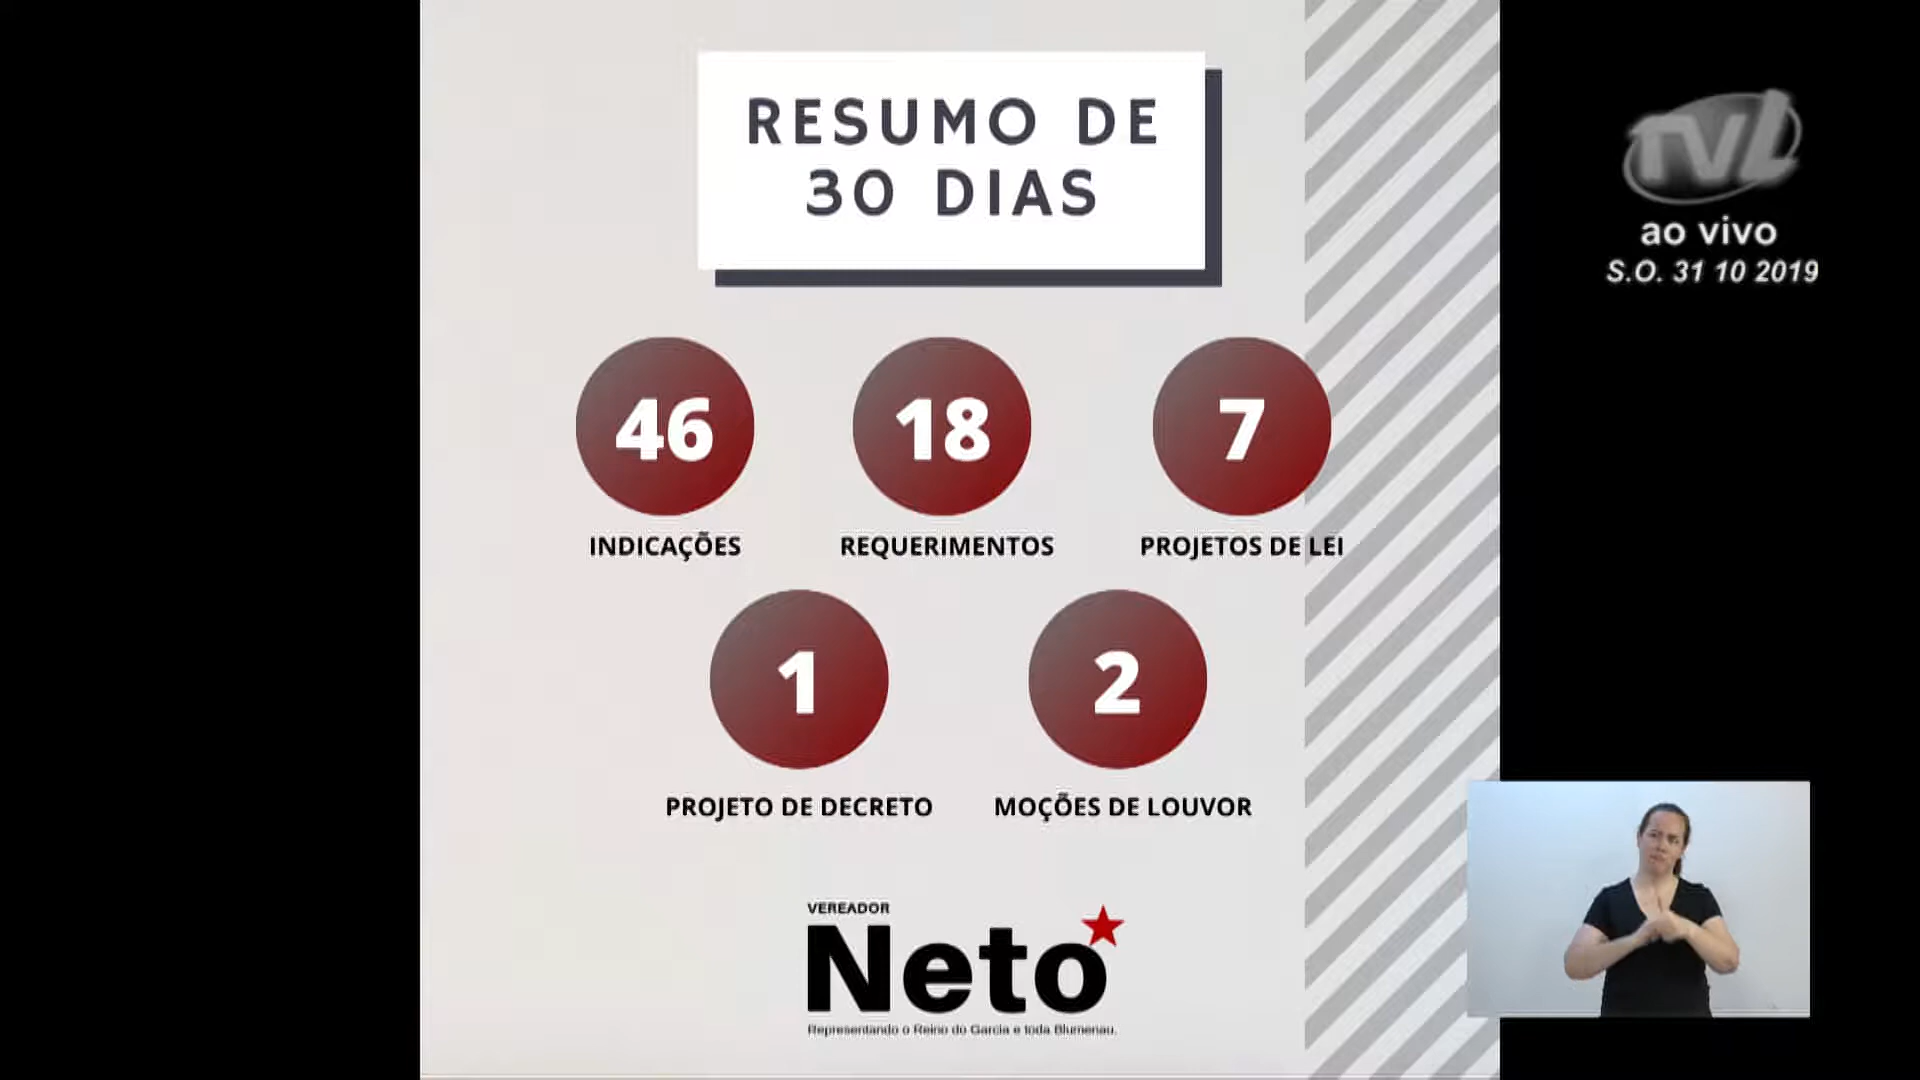 RESUMO DE
30 DIAS
TVL
ao vivo
S.O. 31 10 2019
46
18
7
INDICAÇÕES
REQUERIMENTOS
PROJETOS DE LEI
1
2
PROJETO DE DECRETO
MOÇÕES DE LOUVOR
VEREADOR
Neto
Representando o Reino do Garcia e toda Blumenau.